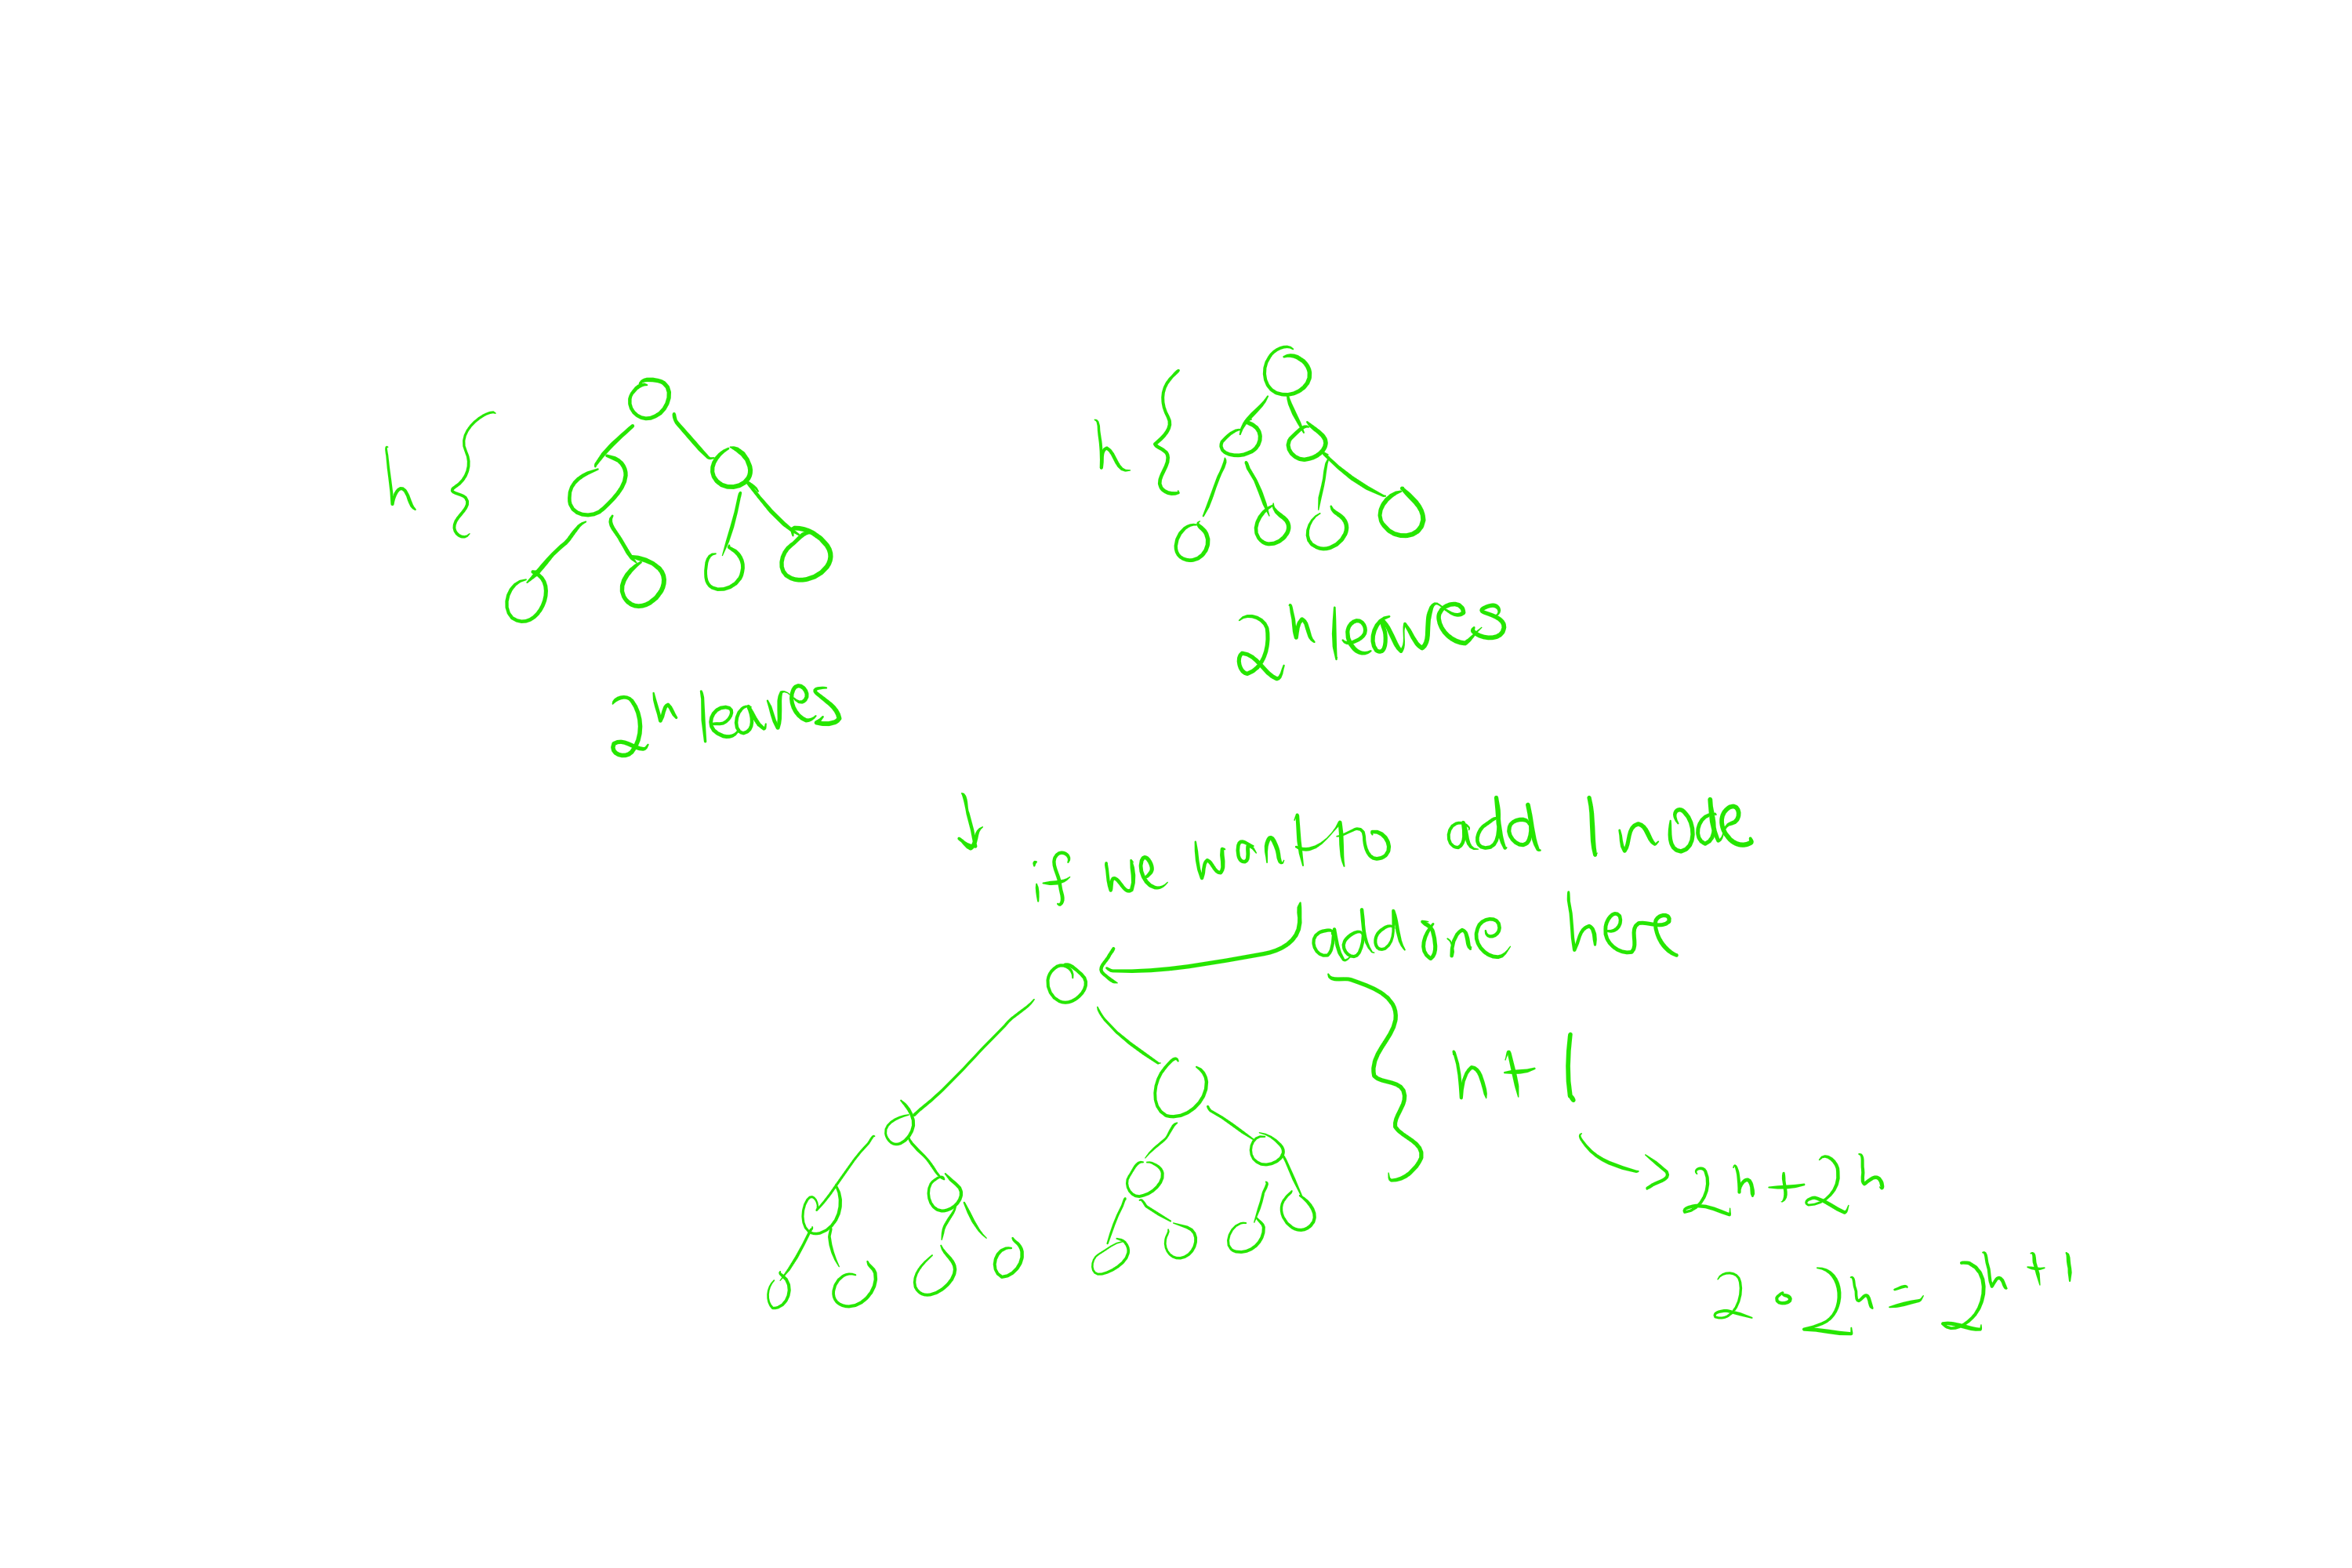 h
h
2^h leaves
2^h leaves
if we want to add 1 node
add one here
h + 1
2^h + 2^h
2 • 2^h = 2^{h+1}